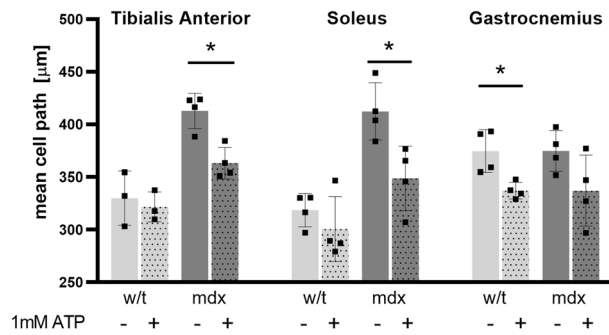 Tibialis Anterior Soleus Gastrocnemius
mean cell path [µm]
500
450
400
350
300
250
* * *
w/t mdx w/t mdx w/t mdx
1mM ATP - + - + - + - + - + - +